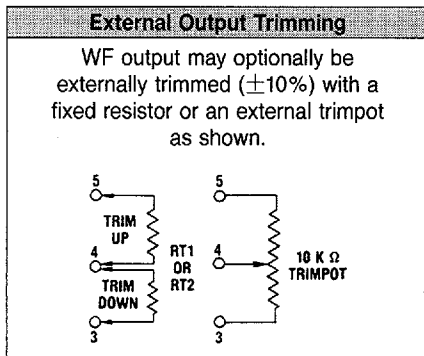 External Output Trimming
WF output may optionally be
externally trimmed (±10%) with a
fixed resistor or an external trimpot
as shown.
5
TRIM
UP
4
TRIM
DOWN
3
RT1
OR
RT2
5
4
3
10 K Ω
TRIMPOT